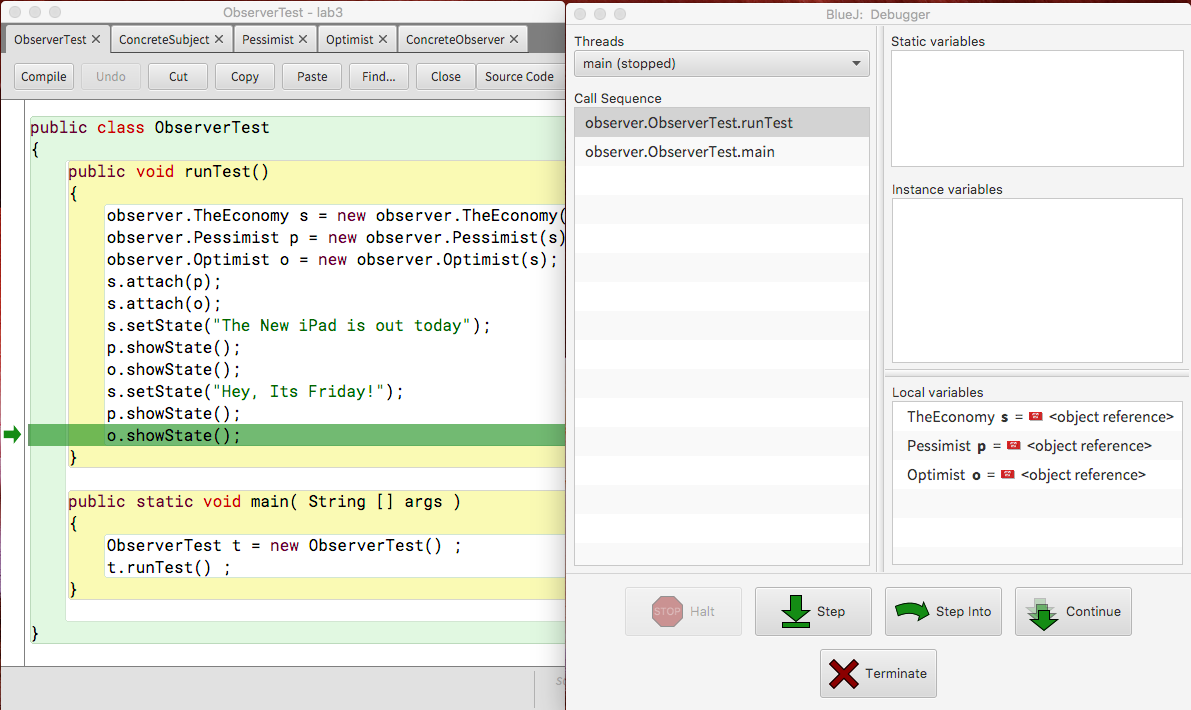 ObserverTest - lab3
ObserverTest ConcreteSubject Pessimist Optimist ConcreteObserver
Compile Undo Cut Copy Paste Find... Close Source Code
public class ObserverTest
{
public void runTest()
{
observer.TheEconomy s = new observer.TheEconomy(
observer.Pessimist p = new observer.Pessimist(s)
observer.Optimist o = new observer.Optimist(s);
s.attach(p);
s.attach(o);
s.setState("The New iPad is out today");
p.showState();
o.showState();
s.setState("Hey, Its Friday!");
p.showState();
o.showState();
}
public static void main( String [] args )
{
ObserverTest t = new ObserverTest() ;
t.runTest() ;
}
}
BlueJ: Debugger
Threads
main (stopped)
Call Sequence
observer.ObserverTest.runTest
observer.ObserverTest.main
Static variables
Instance variables
Local variables
TheEconomy s = <object reference>
Pessimist p = <object reference>
Optimist o = <object reference>
STOP Halt Step Step Into Continue
Terminate